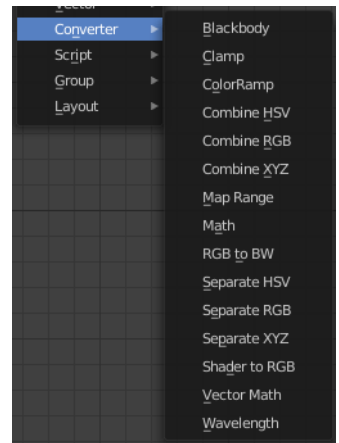 Vector
Converter
Script
Group
Layout
Blackbody
Clamp
ColorRamp
Combine HSV
Combine RGB
Combine XYZ
Map Range
Math
RGB to BW
Separate HSV
Separate RGB
Separate XYZ
Shader to RGB
Vector Math
Wavelength